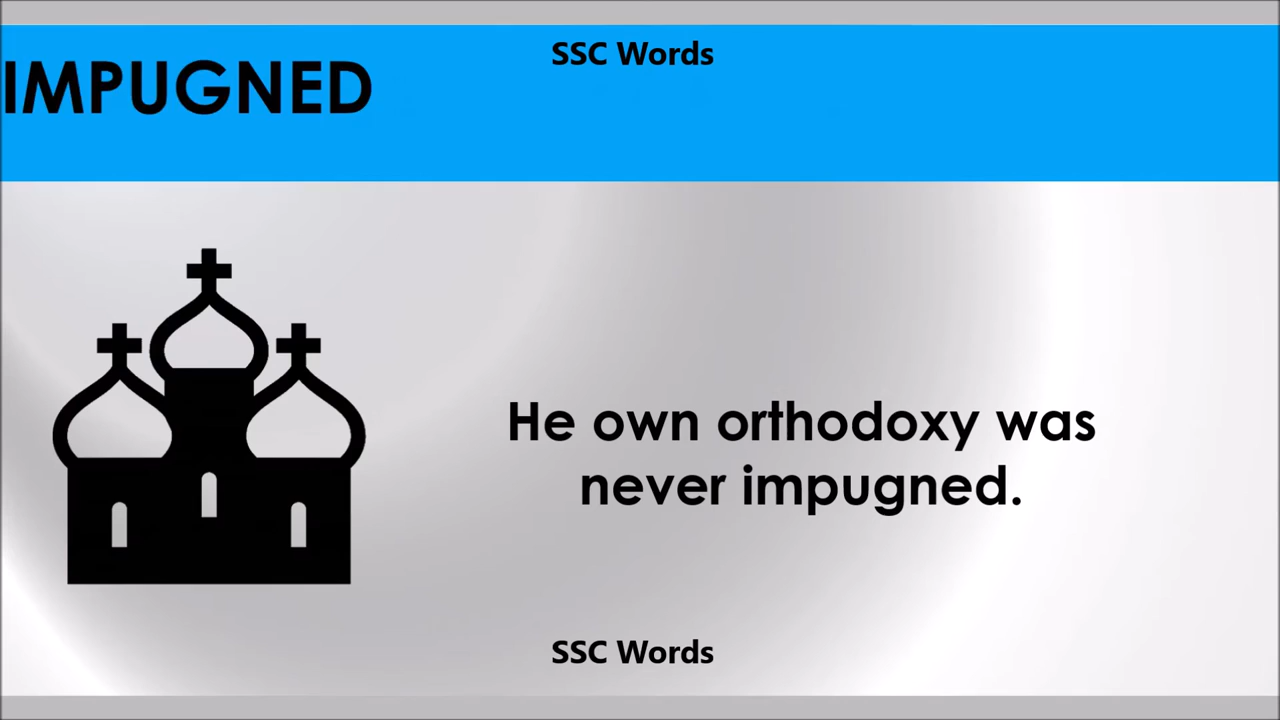 SSC Words
IMPUGNED
He own orthodoxy was
never impugned.
SSC Words